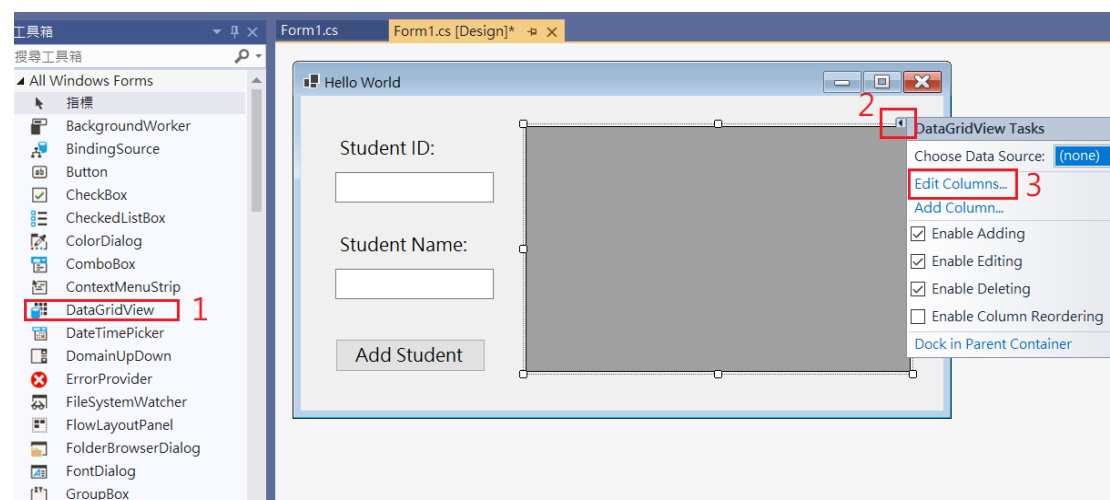 工具箱
搜尋工具箱
All Windows Forms
指標
BackgroundWorker
BindingSource
Button
CheckBox
CheckedListBox
ColorDialog
ComboBox
ContextMenuStrip
DataGridView
1
DateTimePicker
DomainUpDown
ErrorProvider
FileSystemWatcher
FlowLayoutPanel
FolderBrowserDialog
FontDialog
GroupBox
Form1.cs
Form1.cs [Design]*
Hello World
Student ID:
Student Name:
Add Student
2
DataGridView Tasks
Choose Data Source: (none)
Edit Columns...
3
Add Column...
Enable Adding
Enable Editing
Enable Deleting
Enable Column Reordering
Dock in Parent Container